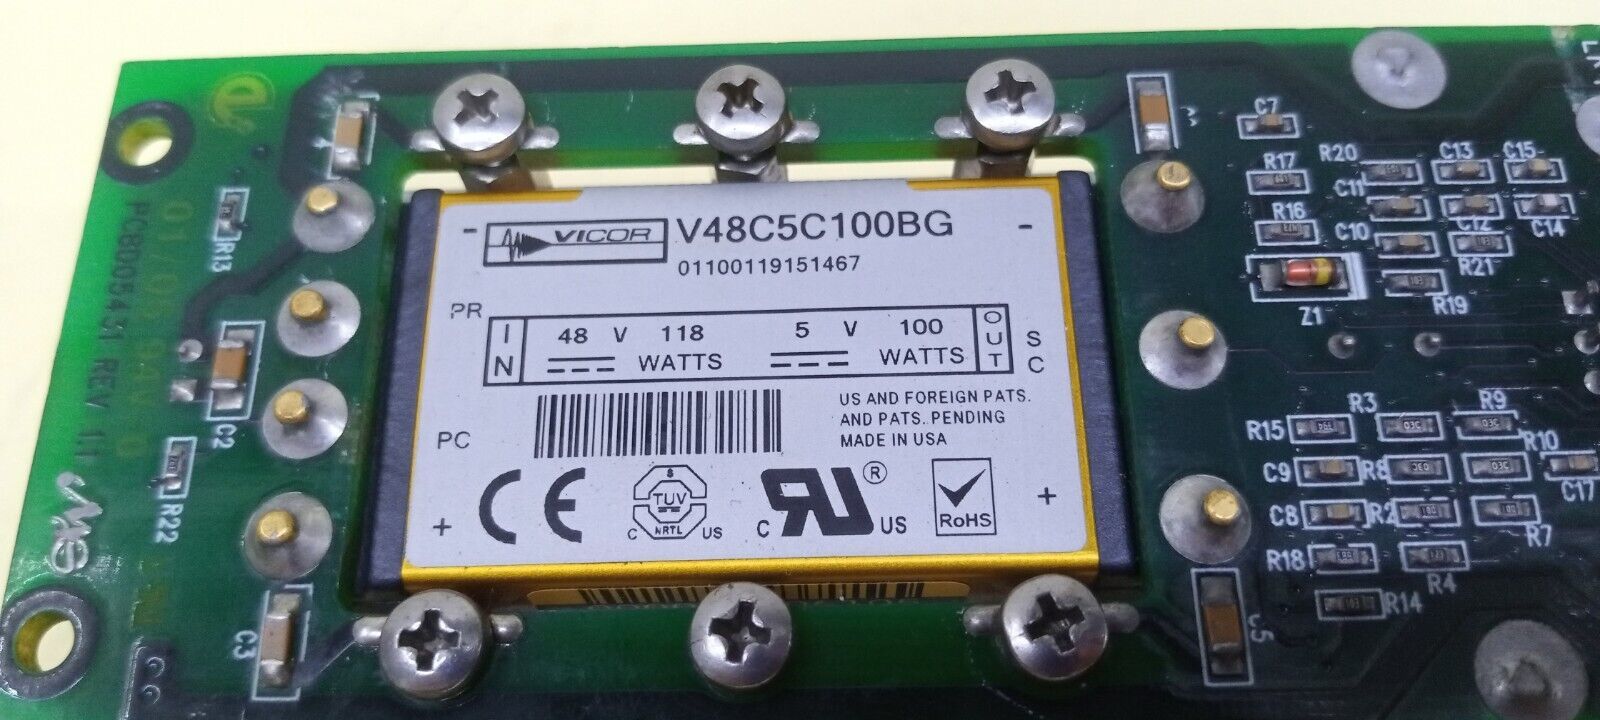 VICOR V48C5C100BG
01100119151467
-
-
PR
IN 48 V 118 WATTS 5 V 100 WATTS OUT
SC
PC
US AND FOREIGN PATS.
AND PATS. PENDING
MADE IN USA
+
CE
S
TUV
NRTL
C US
C RU ® US
RoHS
+
PCBD05451 REV 1.1
R13
C2
R22
C3
C7
R17
R16
Z1
R20
C13
C15
C11
C12
C14
C10
R21
R19
R3
R9
R15
R10
C9
R8
C17
C8
R2
R7
R18
R4
R14
C5